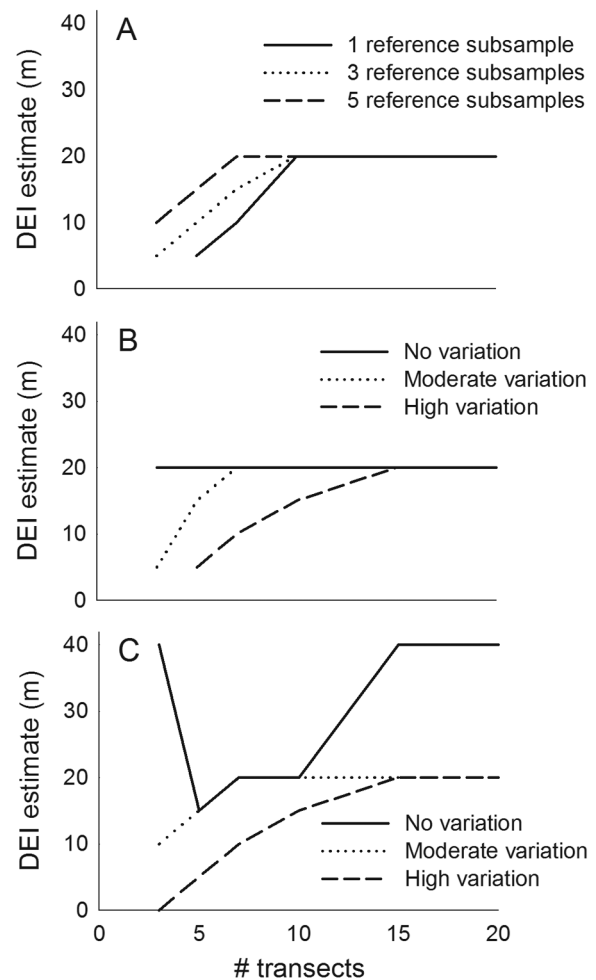 A
1 reference subsample
3 reference subsamples
5 reference subsamples
DEI estimate (m)
40
30
20
10
0
B
No variation
Moderate variation
High variation
DEI estimate (m)
40
30
20
10
0
C
No variation
Moderate variation
High variation
DEI estimate (m)
40
30
20
10
0
0 5 10 15 20
# transects